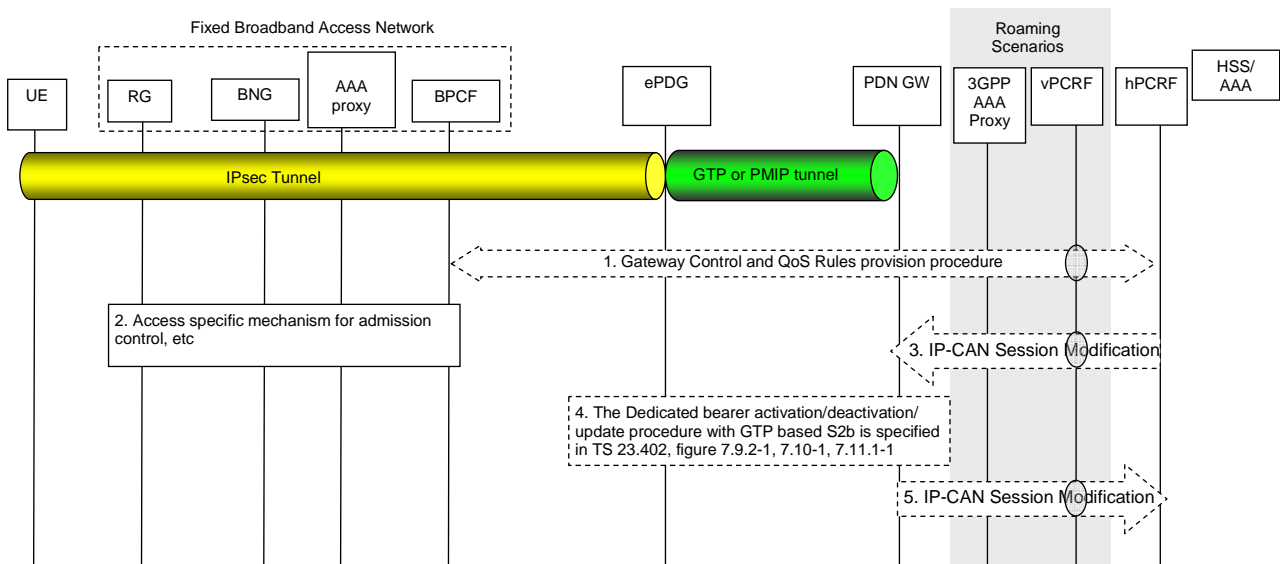 Fixed Broadband Access Network
Roaming
Scenarios
UE
RG
BNG
AAA
proxy
BPCF
ePDG
PDN GW
3GPP
AAA
Proxy
vPCRF
hPCRF
HSS/
AAA
IPsec Tunnel
GTP or PMIP tunnel
1. Gateway Control and QoS Rules provision procedure
2. Access specific mechanism for admission
control, etc
3. IP-CAN Session Modification
4. The Dedicated bearer activation/deactivation/
update procedure with GTP based S2b is specified
in TS 23.402, figure 7.9.2-1, 7.10-1, 7.11.1-1
5. IP-CAN Session Modification